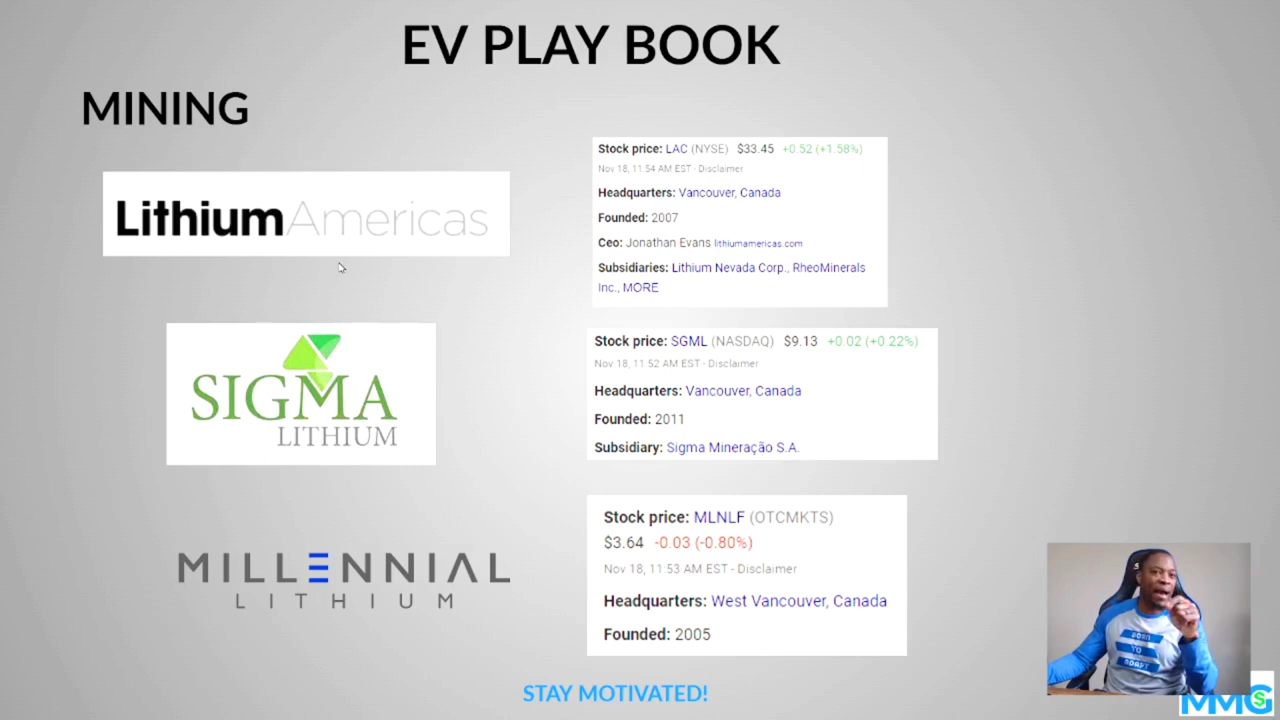 EV PLAY BOOK
MINING
LithiumAmericas
Stock price: LAC (NYSE) $33.45 +0.52 (+1.58%)
Nov 18, 11:54 AM EST · Disclaimer
Headquarters: Vancouver, Canada
Founded: 2007
Ceo: Jonathan Evans lithiumamericas.com
Subsidiaries: Lithium Nevada Corp., RheoMinerals
Inc., MORE
SIGMA
LITHIUM
Stock price: SGML (NASDAQ) $9.13 +0.02 (+0.22%)
Nov 18, 11:52 AM EST · Disclaimer
Headquarters: Vancouver, Canada
Founded: 2011
Subsidiary: Sigma Mineração S.A.
MILLENNIAL
LITHIUM
Stock price: MLNLF (OTCMKTS)
$3.64 -0.03 (-0.80%)
Nov 18, 11:53 AM EST - Disclaimer
Headquarters: West Vancouver, Canada
Founded: 2005
BORN
TO
ADAPT
STAY MOTIVATED!
MMG
$